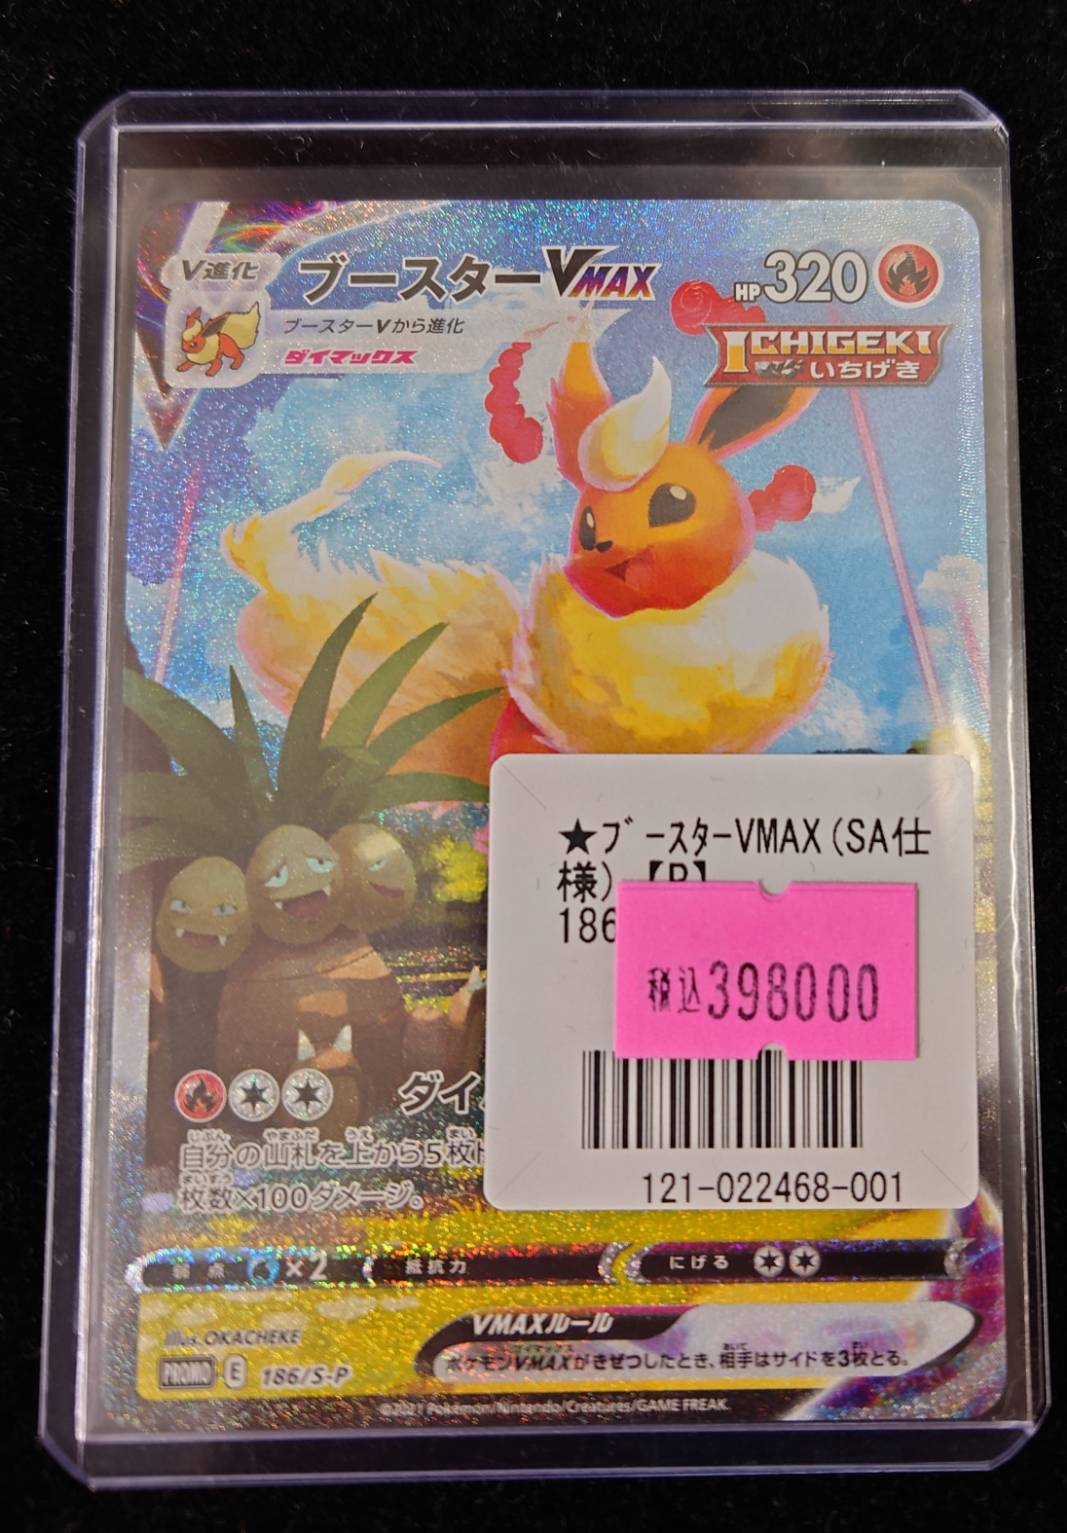 V進化
ブースターVMAX
HP320
ブースターVから進化
ダイマックス
ICHIGEKI
いちげき
★ブースターVMAX(SA仕
様) 【P】
186
税込398000
121-022468-001
ダイ
自分の山札を上から5枚
枚数×100ダメージ。
弱点 ×2 抵抗力 にげる
VMAXルール
ポケモンVMAXがきぜつしたとき、相手はサイドを3枚とる。
illus. OKACHEKE
PROMO E 186/S-P
©2021 Pokémon/Nintendo/Creatures/GAME FREAK.